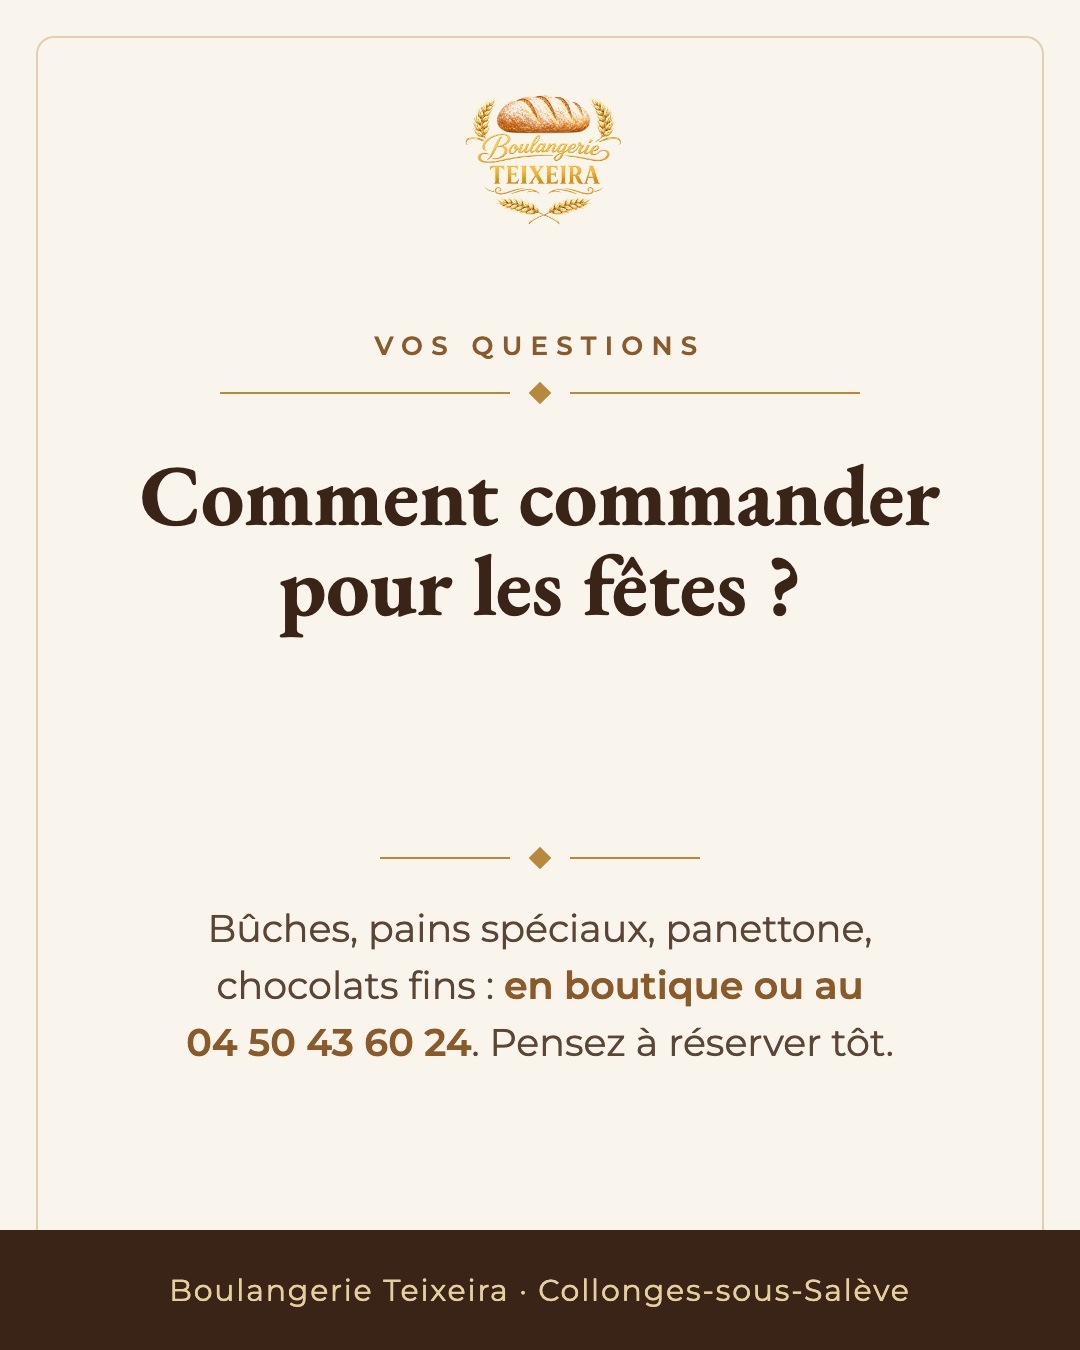 Boulangerie
TEIXEIRA
VOS QUESTIONS
Comment commander
pour les fêtes ?
Bûches, pains spéciaux, panettone,
chocolats fins : en boutique ou au
04 50 43 60 24. Pensez à réserver tôt.
Boulangerie Teixeira · Collonges-sous-Salève